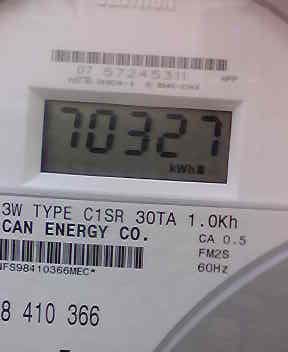 07 57245311
70327
kWh
3W TYPE C1SR 30TA 1.0Kh
CAN ENERGY CO.
CA 0.5
FM2S
60Hz
NFS98410366MEC*
8 410 366